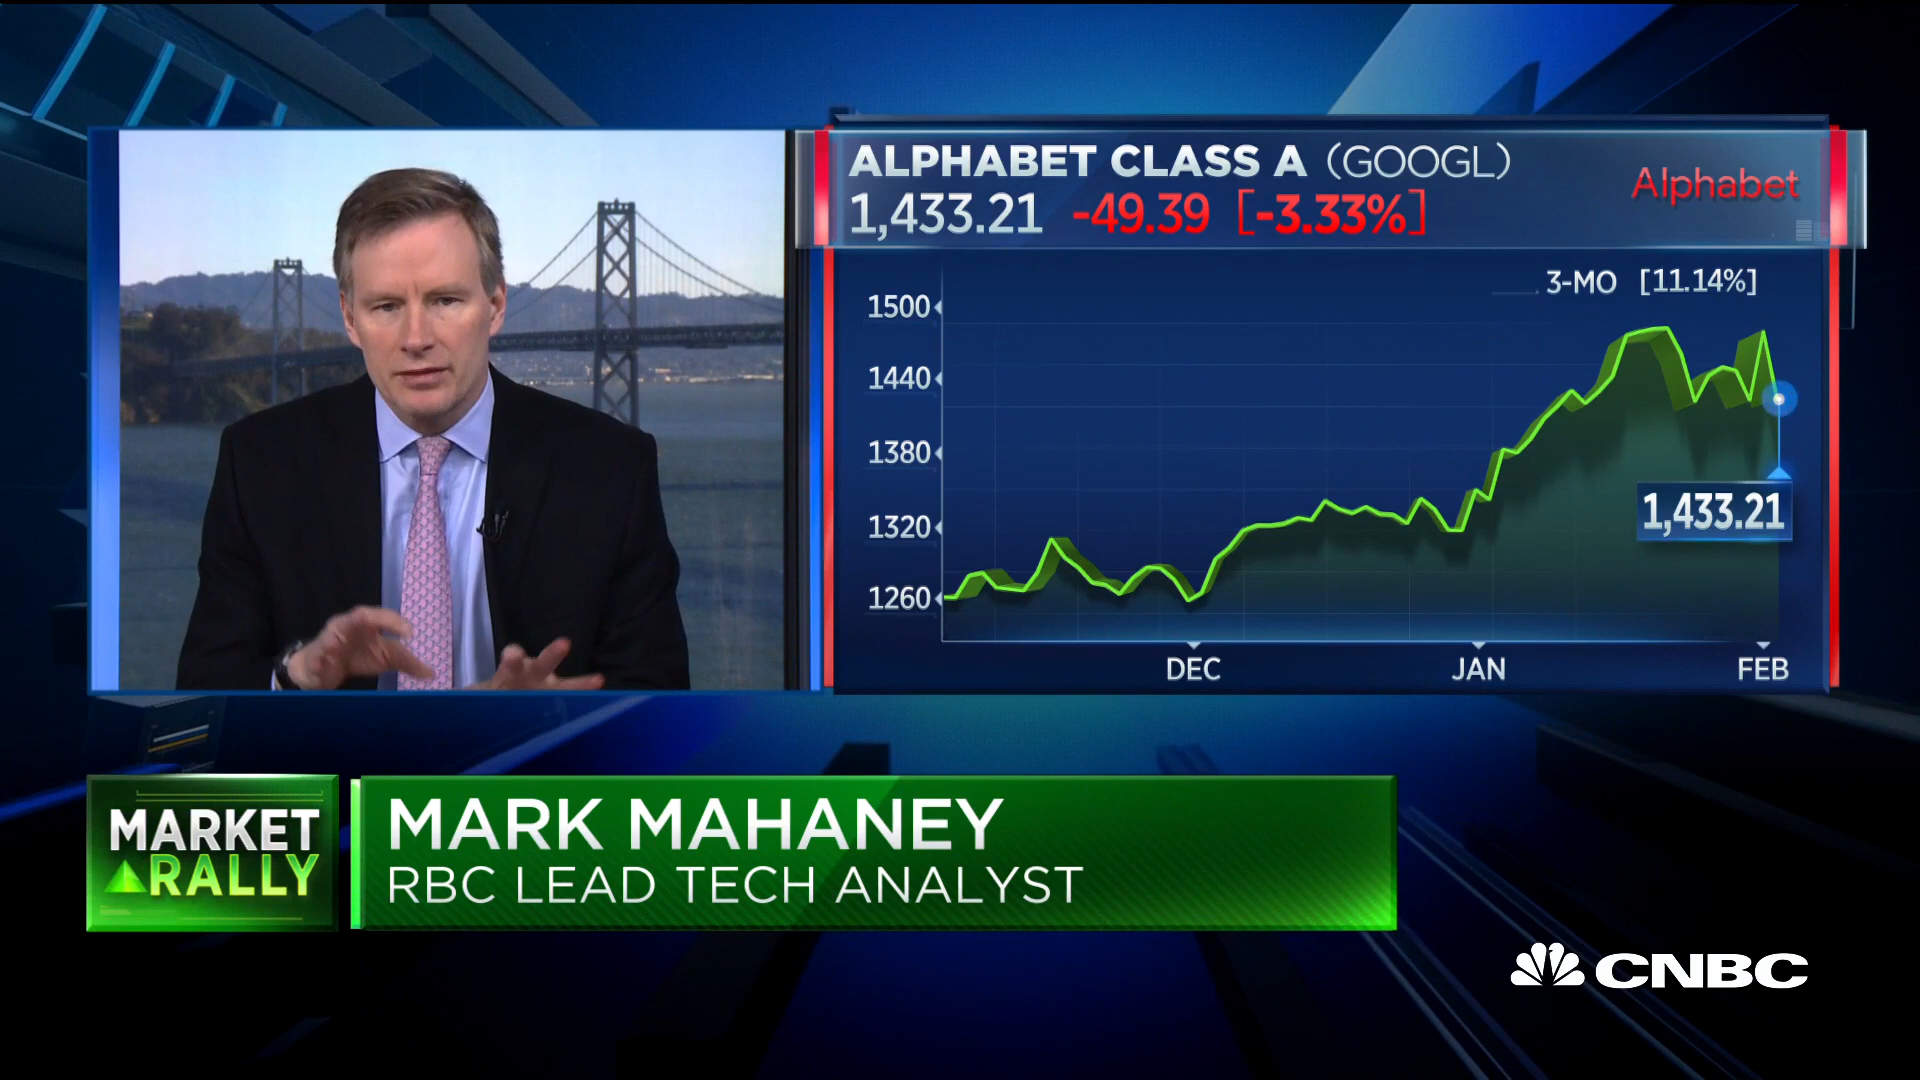 ALPHABET CLASS A (GOOGL)
1,433.21 -49.39 [-3.33%]
Alphabet
3-MO [11.14%]
1500
1440
1380
1320
1260
1,433.21
DEC JAN FEB
MARKET
RALLY
MARK MAHANEY
RBC LEAD TECH ANALYST
CNBC